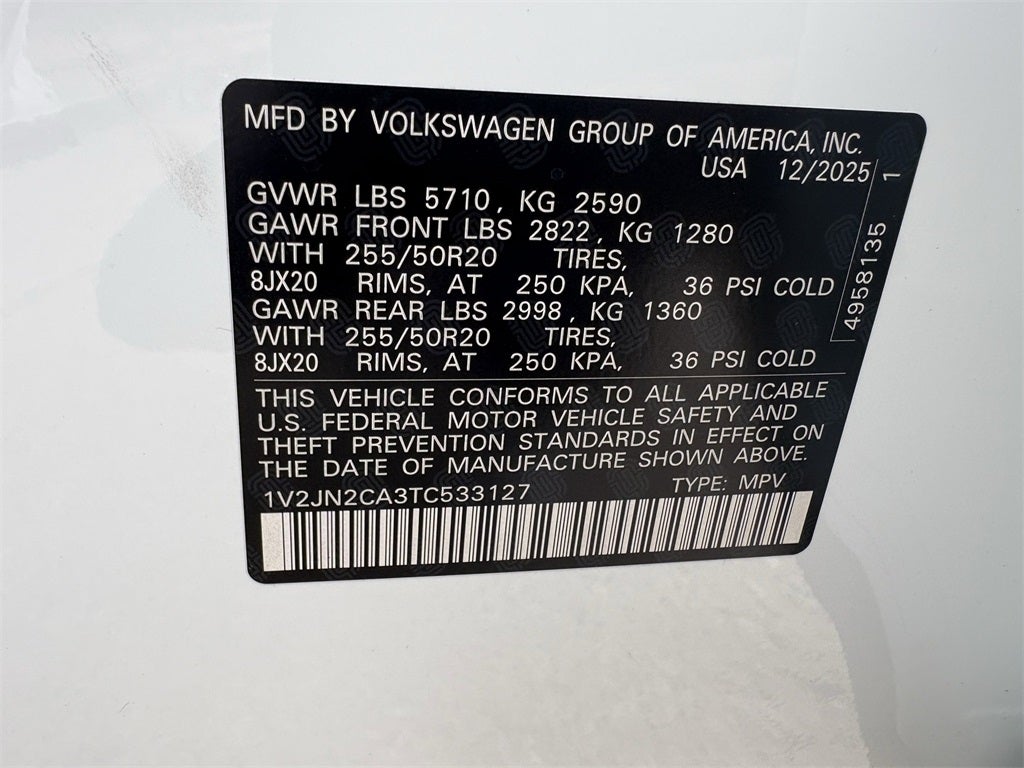 MFD BY VOLKSWAGEN GROUP OF AMERICA, INC.
USA 12/2025
GVWR LBS 5710, KG 2590
GAWR FRONT LBS 2822, KG 1280
WITH 255/50R20 TIRES,
8JX20 RIMS, AT 250 KPA, 36 PSI COLD
GAWR REAR LBS 2998, KG 1360
WITH 255/50R20 TIRES,
8JX20 RIMS, AT 250 KPA, 36 PSI COLD
THIS VEHICLE CONFORMS TO ALL APPLICABLE
U.S. FEDERAL MOTOR VEHICLE SAFETY AND
THEFT PREVENTION STANDARDS IN EFFECT ON
THE DATE OF MANUFACTURE SHOWN ABOVE.
1V2JN2CA3TC533127 TYPE: MPV
4958135 1